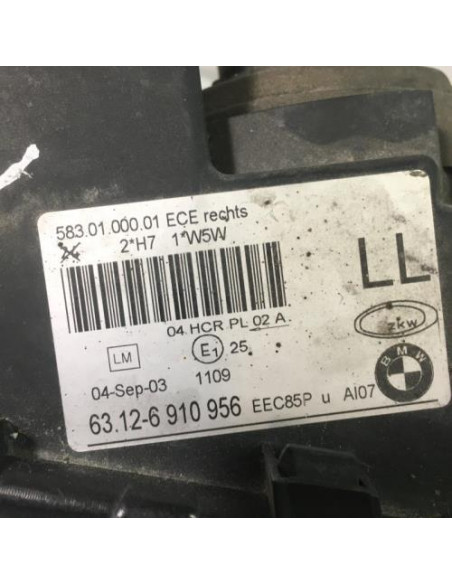 583.01.000.01 ECE rechts
2*H7 1*W5W
LL
04 HCR PL 02 A
zkw
LM
E1 25
BMW
04-Sep-03
1109
63.12-6 910 956 EEC85P u AI07